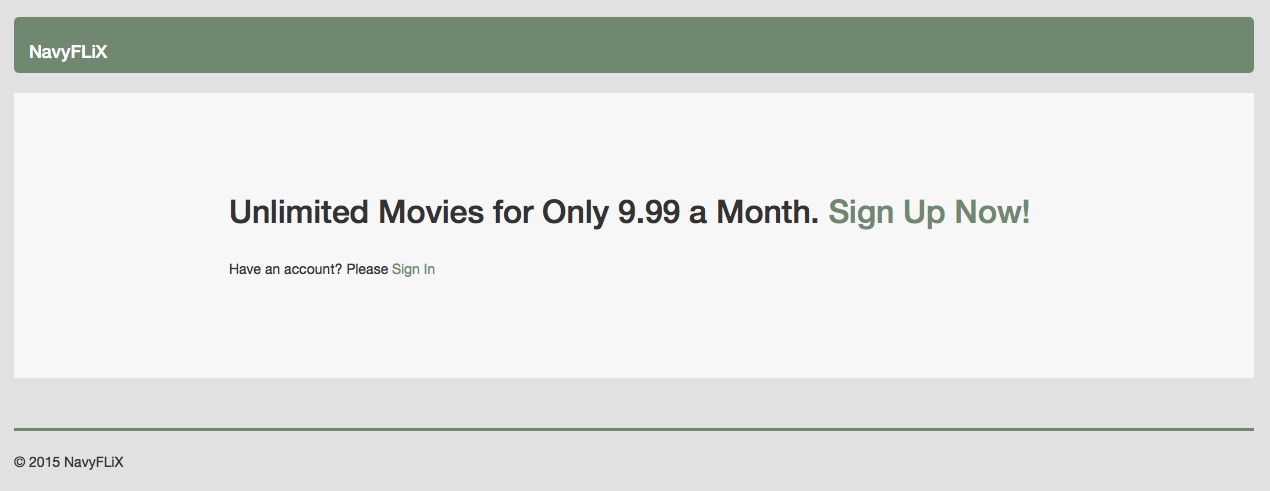 NavyFLiX
Unlimited Movies for Only 9.99 a Month. Sign Up Now!
Have an account? Please Sign In
© 2015 NavyFLiX